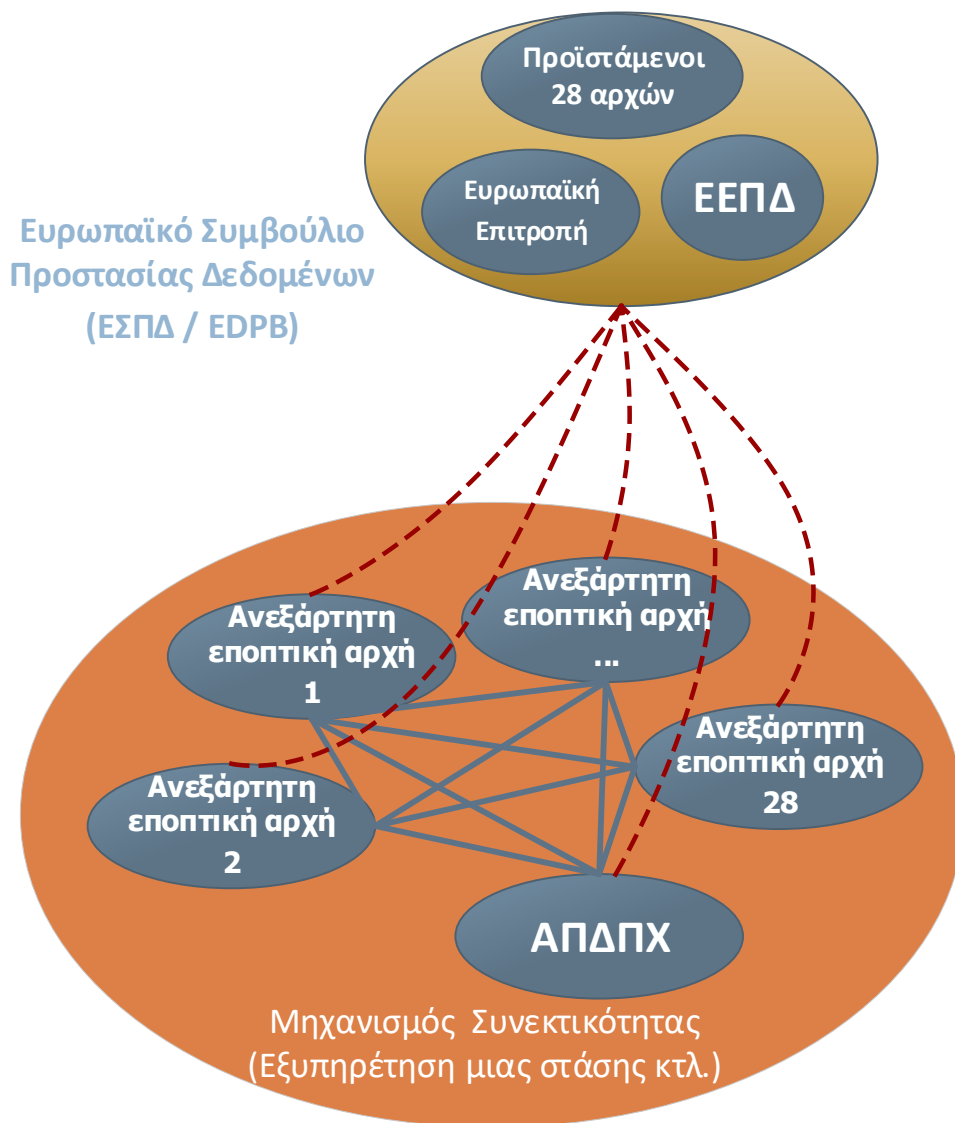 Προϊστάμενοι
28 αρχών
Ευρωπαϊκή
Επιτροπή
ΕΕΠΔ
Ευρωπαϊκό Συμβούλιο
Προστασίας Δεδομένων
(ΕΣΠΔ / EDPB)
Ανεξάρτητη
εποπτική αρχή
1
Ανεξάρτητη
εποπτική αρχή
...
Ανεξάρτητη
εποπτική αρχή
28
Ανεξάρτητη
εποπτική αρχή
2
ΑΠΔΠΧ
Μηχανισμός Συνεκτικότητας
(Εξυπηρέτηση μιας στάσης κτλ.)